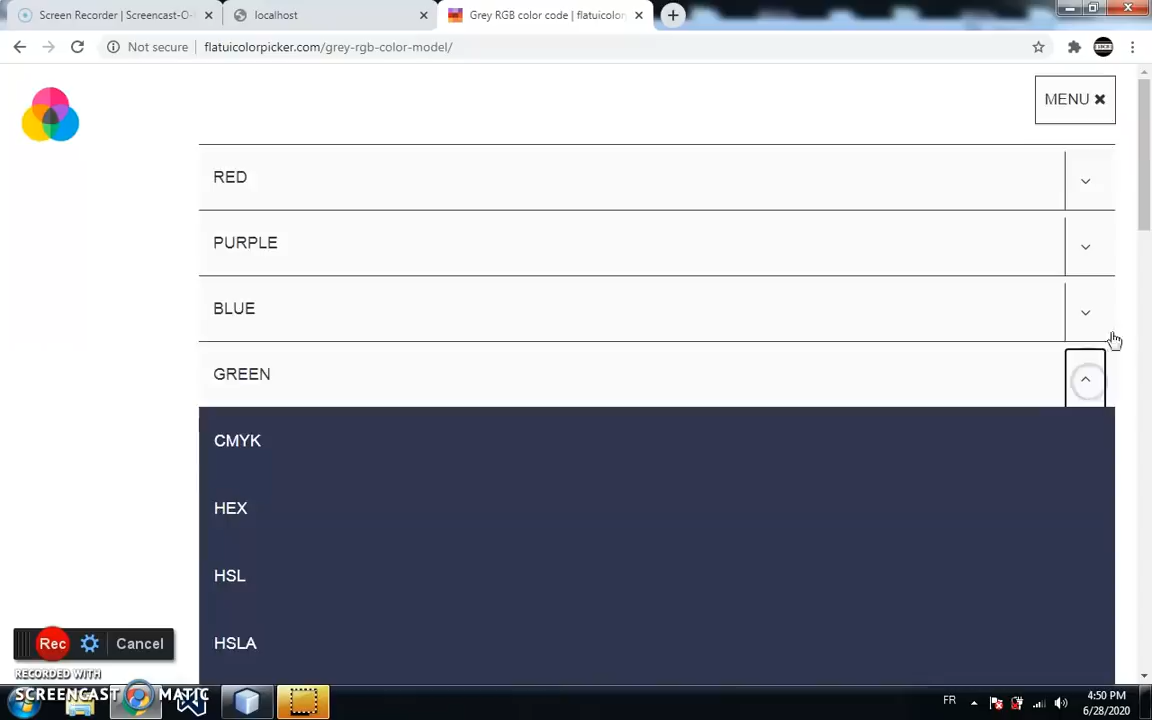 Screen Recorder | Screencast-O-
localhost
Grey RGB color code | flatuicolor
Not secure
flatuicolorpicker.com/grey-rgb-color-model/
MENU
RED
PURPLE
BLUE
GREEN
CMYK
HEX
HSL
HSLA
Rec
Cancel
RECORDED WITH
SCREENCAST MATIC
FR
4:50 PM
6/28/2020